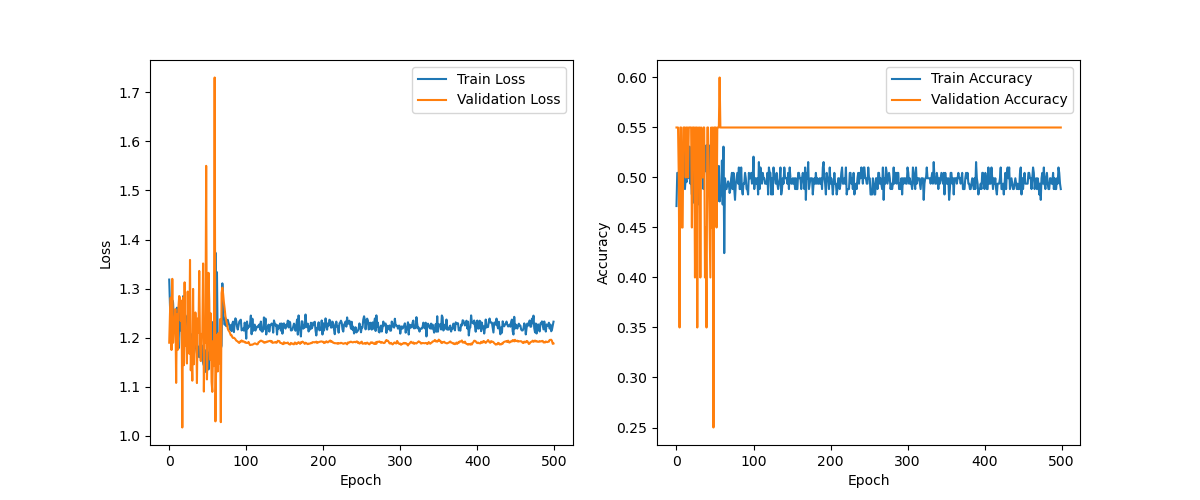 Train Loss
Validation Loss
1.7
1.6
1.5
1.4
1.3
1.2
1.1
1.0
Loss
0 100 200 300 400 500
Epoch
Train Accuracy
Validation Accuracy
0.60
0.55
0.50
0.45
0.40
0.35
0.30
0.25
Accuracy
0 100 200 300 400 500
Epoch